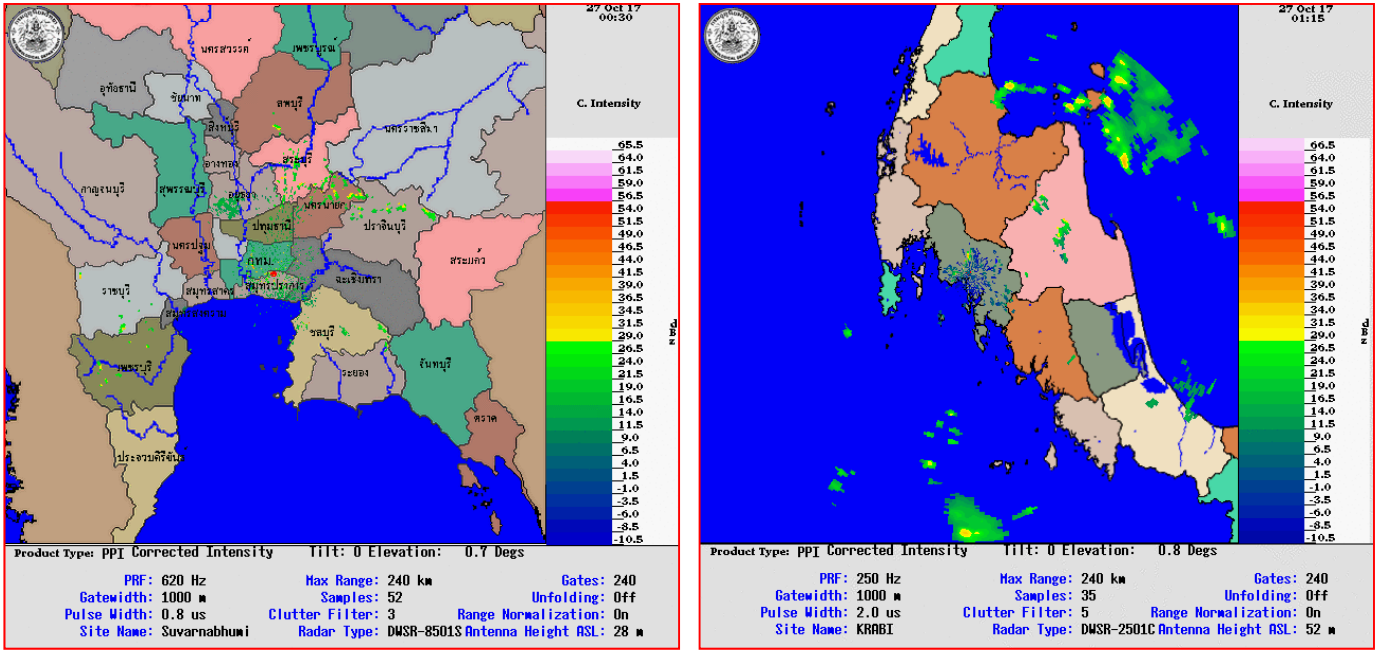 27 Oct 17
00:30
C. Intensity
65.5
64.0
61.5
59.0
56.5
54.0
51.5
49.0
46.5
44.0
41.5
39.0
36.5
34.0
31.5
29.0
26.5
24.0
21.5
19.0
16.5
14.0
11.5
9.0
6.5
4.0
1.5
-1.0
-3.5
-6.0
-8.5
-10.5
นครสวรรค์
เพชรบูรณ์
อุทัยธานี
ชัยนาท
ลพบุรี
สิงหบุรี
นครราชสีมา
อ่างทอง
สระบุรี
กาญจนบุรี
สุพรรณบุรี
อยุธยา
นครนายก
ปทุมธานี
ปราจีนบุรี
นครปฐม
กทม.
สระแก้ว
ราชบุรี
สมุทรสาคร
สมุทรปราการ
ฉะเชิงเทรา
สมุทรสงคราม
ชลบุรี
เพชรบุรี
ระยอง
จันทบุรี
ตราด
ประจวบคีรีขันธ์
Product Type: PPI Corrected Intensity Tilt: 0 Elevation: 0.7 Degs
PRF: 620 Hz Max Range: 240 km Gates: 240
Gatewidth: 1000 m Samples: 52 Unfolding: Off
Pulse Width: 0.8 us Clutter Filter: 3 Range Normalization: On
Site Name: Suvarnabhumi Radar Type: DWSR-8501S Antenna Height ASL: 28 m
27 Oct 17
01:15
C. Intensity
66.5
64.0
61.5
59.0
56.5
54.0
51.5
49.0
46.5
44.0
41.5
39.0
36.5
34.0
31.5
29.0
26.5
24.0
21.5
19.0
16.5
14.0
11.5
9.0
6.5
4.0
1.5
-1.0
-3.5
-6.0
-8.5
-10.5
Product Type: PPI Corrected Intensity Tilt: 0 Elevation: 0.8 Degs
PRF: 250 Hz Max Range: 240 km Gates: 240
Gatewidth: 1000 m Samples: 35 Unfolding: Off
Pulse Width: 2.0 us Clutter Filter: 5 Range Normalization: On
Site Name: KRABI Radar Type: DWSR-2501C Antenna Height ASL: 52 m